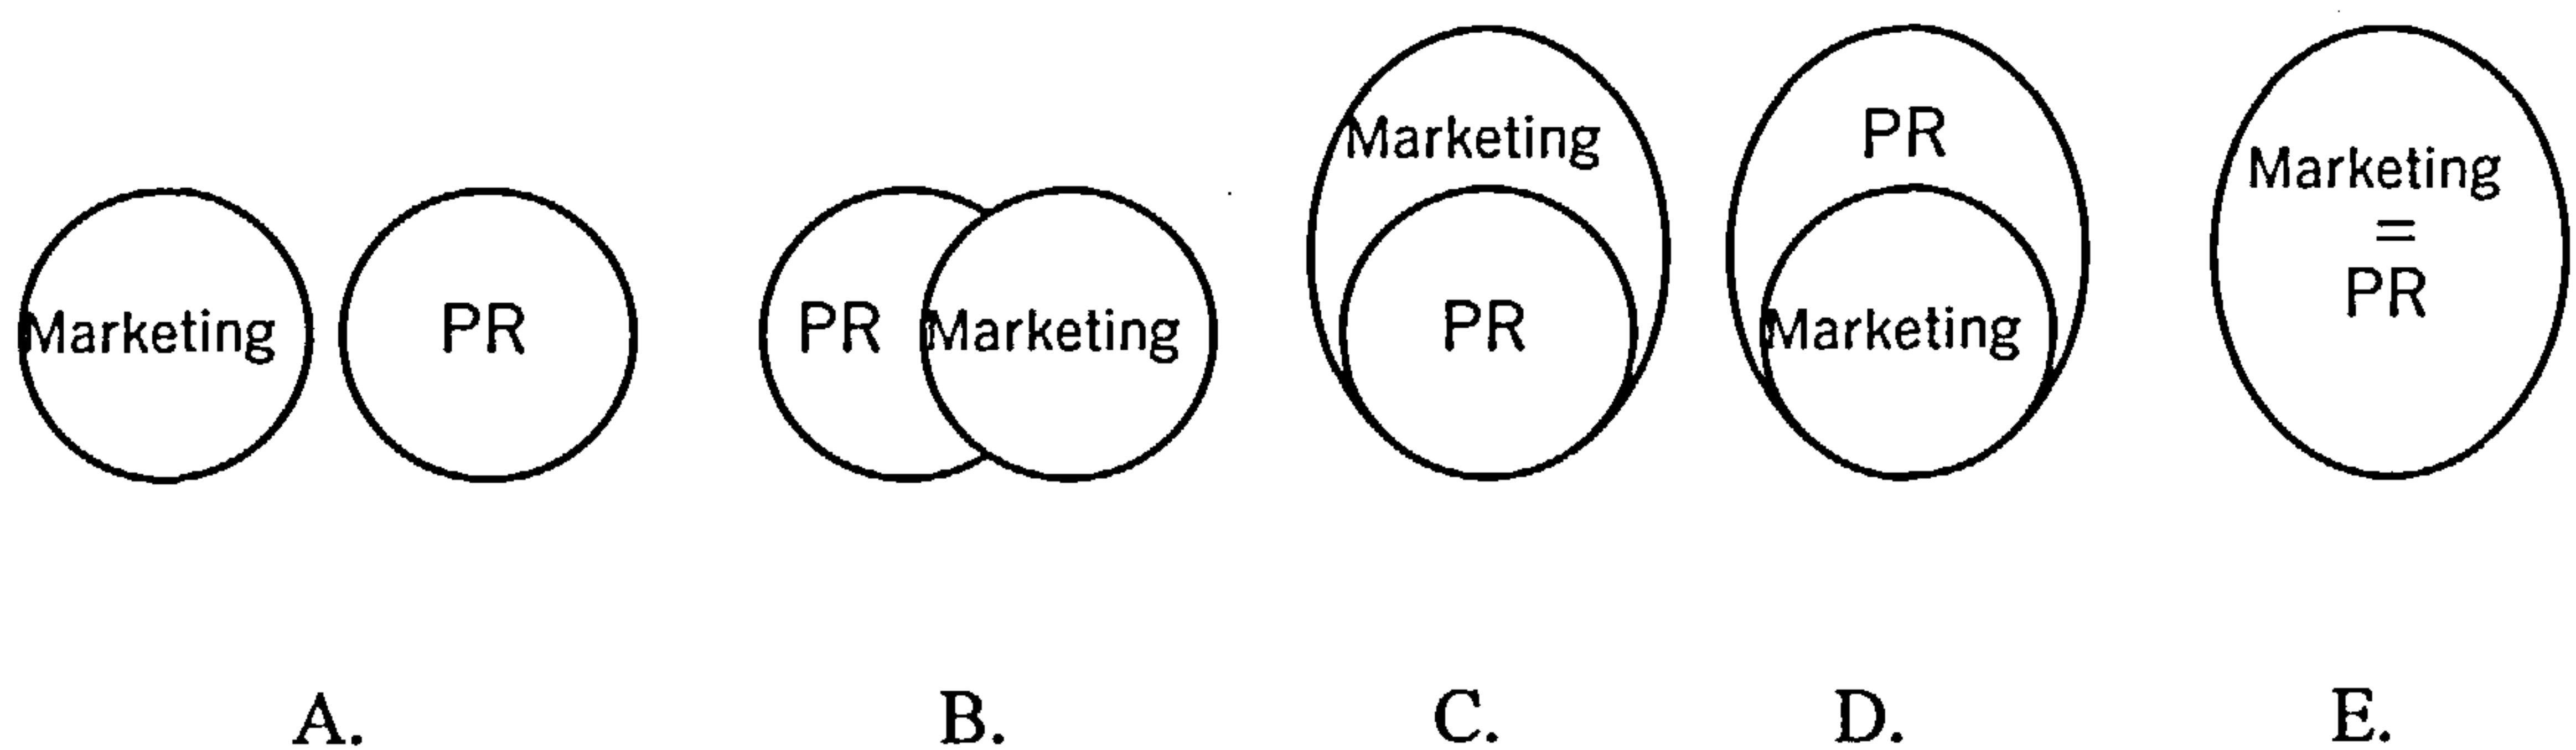 Marketing
PR
A.
PR
Marketing
B.
Marketing
PR
C.
PR
Marketing
D.
Marketing
=
PR
E.